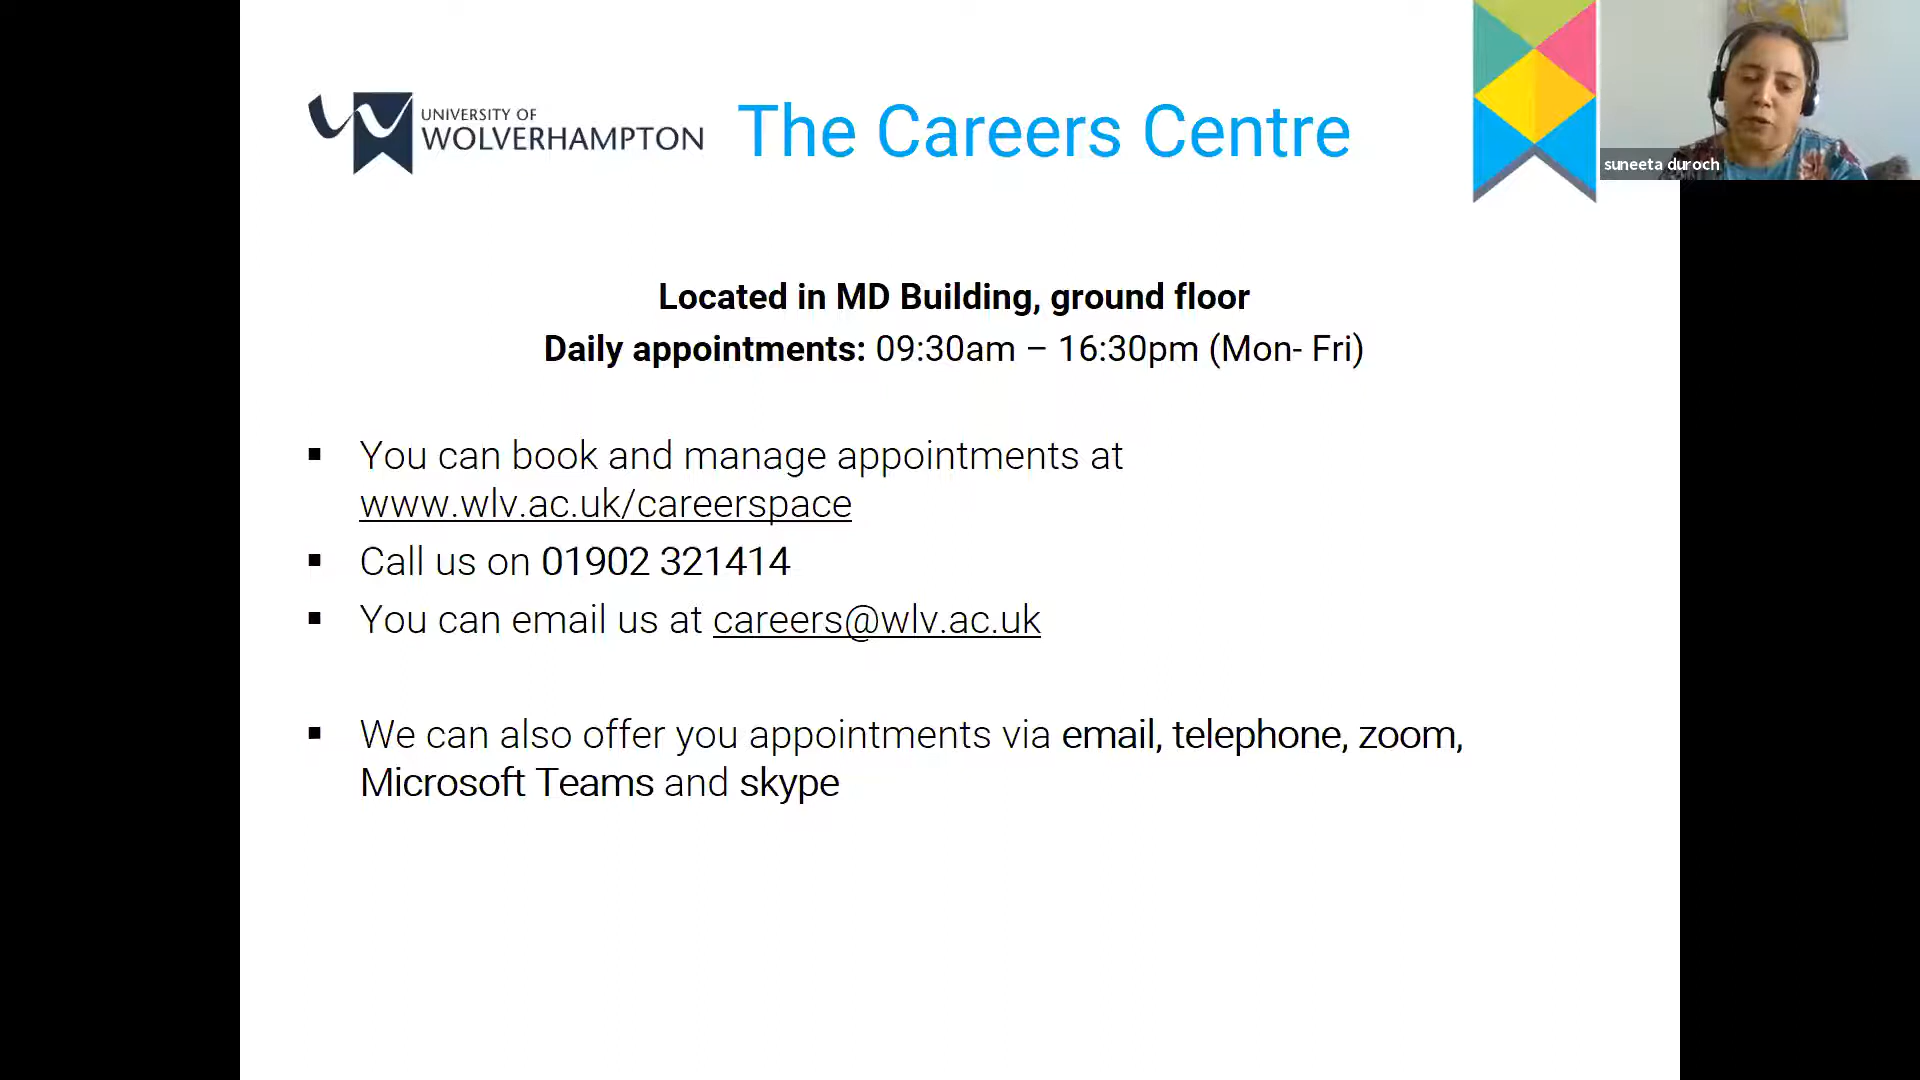 UNIVERSITY OF
WOLVERHAMPTON
The Careers Centre
suneeta duroch
Located in MD Building, ground floor
Daily appointments: 09:30am – 16:30pm (Mon- Fri)
▪ You can book and manage appointments at
www.wlv.ac.uk/careerspace
▪ Call us on 01902 321414
▪ You can email us at careers@wlv.ac.uk
▪ We can also offer you appointments via email, telephone, zoom,
Microsoft Teams and skype